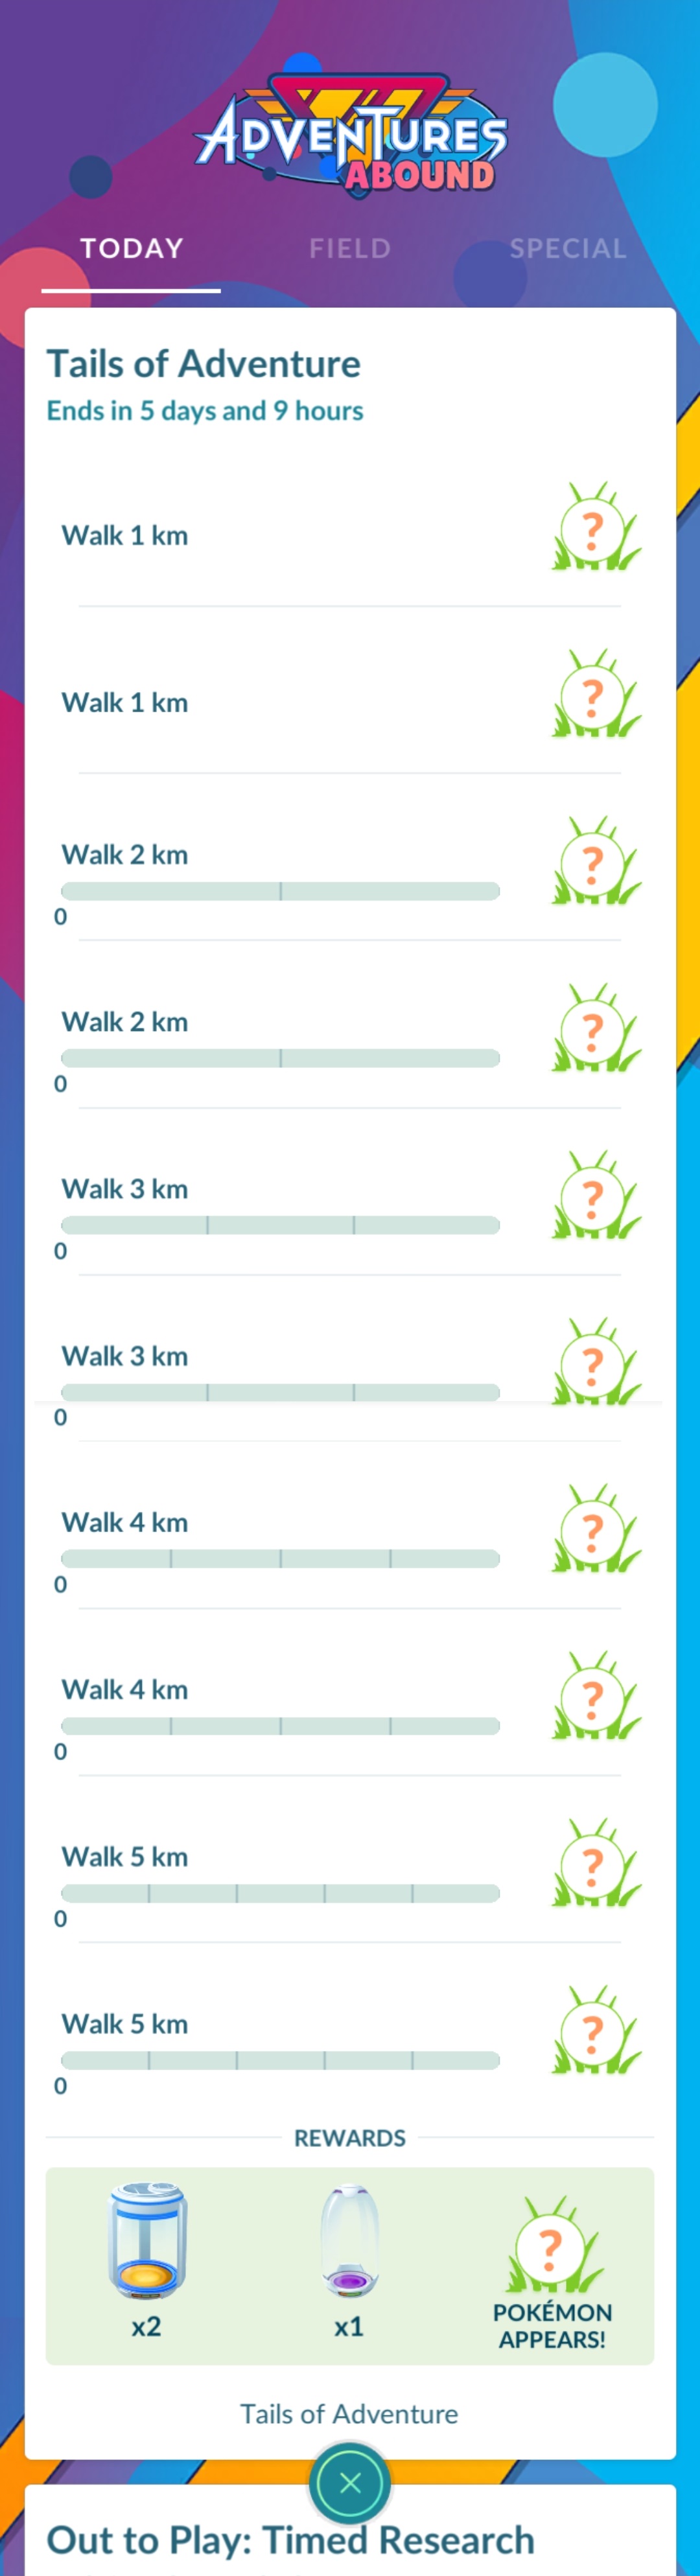 ADVENTURES
ABOUND
TODAY FIELD SPECIAL
Tails of Adventure
Ends in 5 days and 9 hours
Walk 1 km
?
Walk 1 km
?
Walk 2 km
?
0
Walk 2 km
?
0
Walk 3 km
?
0
Walk 3 km
?
0
Walk 4 km
?
0
Walk 4 km
?
0
Walk 5 km
?
0
Walk 5 km
?
0
REWARDS
?
x2 x1 POKÉMON
APPEARS!
Tails of Adventure
Out to Play: Timed Research